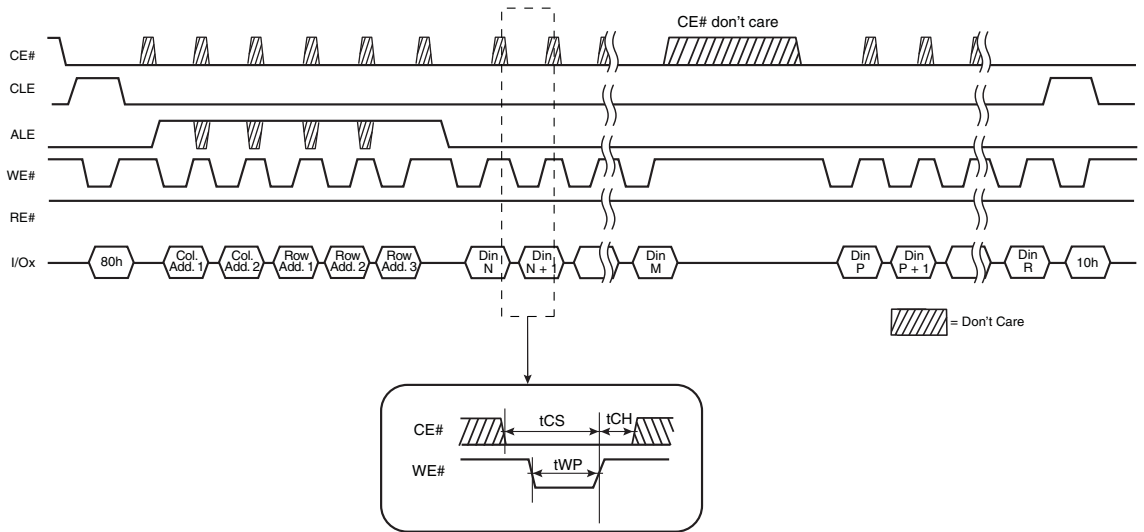 CE# don't care
CE#
CLE
ALE
WE#
RE#
I/Ox
80h
Col.
Add. 1
Col.
Add. 2
Row
Add. 1
Row
Add. 2
Row
Add. 3
Din
N
Din
N + 1
Din
M
Din
P
Din
P + 1
Din
R
10h
= Don't Care
CE#
tCS
tCH
WE#
tWP